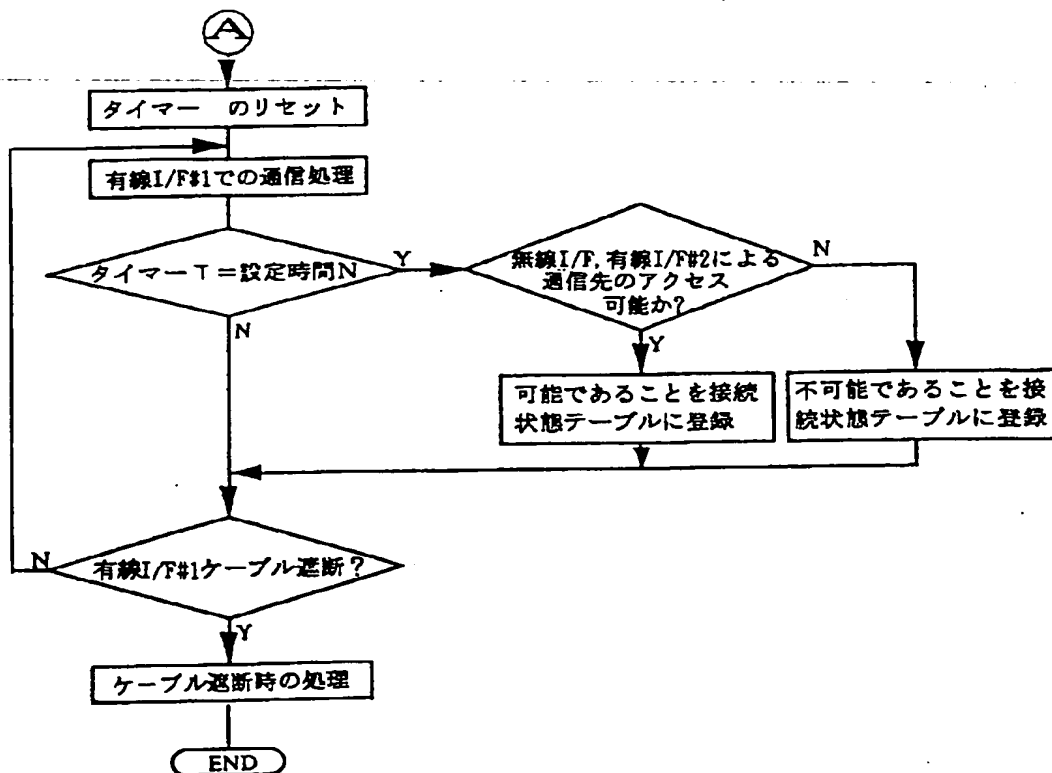 A
タイマー のリセット
有線I/F#1での通信処理
タイマーT=設定時間N
Y
N
無線I/F,有線I/F#2による
通信先のアクセス
可能か?
N
Y
可能であることを接続
状態テーブルに登録
不可能であることを接
続状態テーブルに登録
有線I/F#1ケーブル遮断?
N
Y
ケーブル遮断時の処理
END